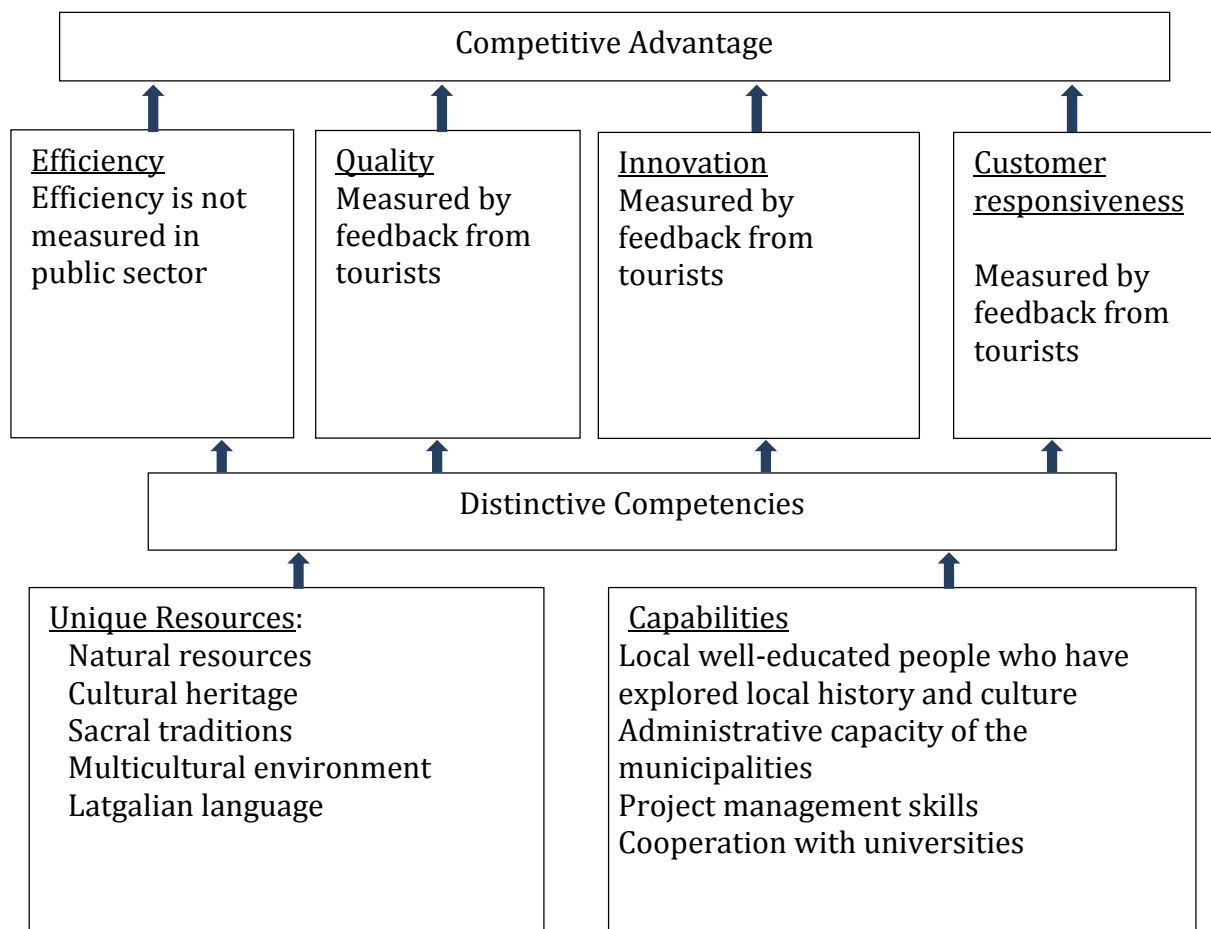 Competitive Advantage
Efficiency
Efficiency is not
measured in
public sector
Quality
Measured by
feedback from
tourists
Innovation
Measured by
feedback from
tourists
Customer
responsiveness
Measured by
feedback from
tourists
Distinctive Competencies
Unique Resources:
Natural resources
Cultural heritage
Sacral traditions
Multicultural environment
Latgalian language
Capabilities
Local well-educated people who have
explored local history and culture
Administrative capacity of the
municipalities
Project management skills
Cooperation with universities